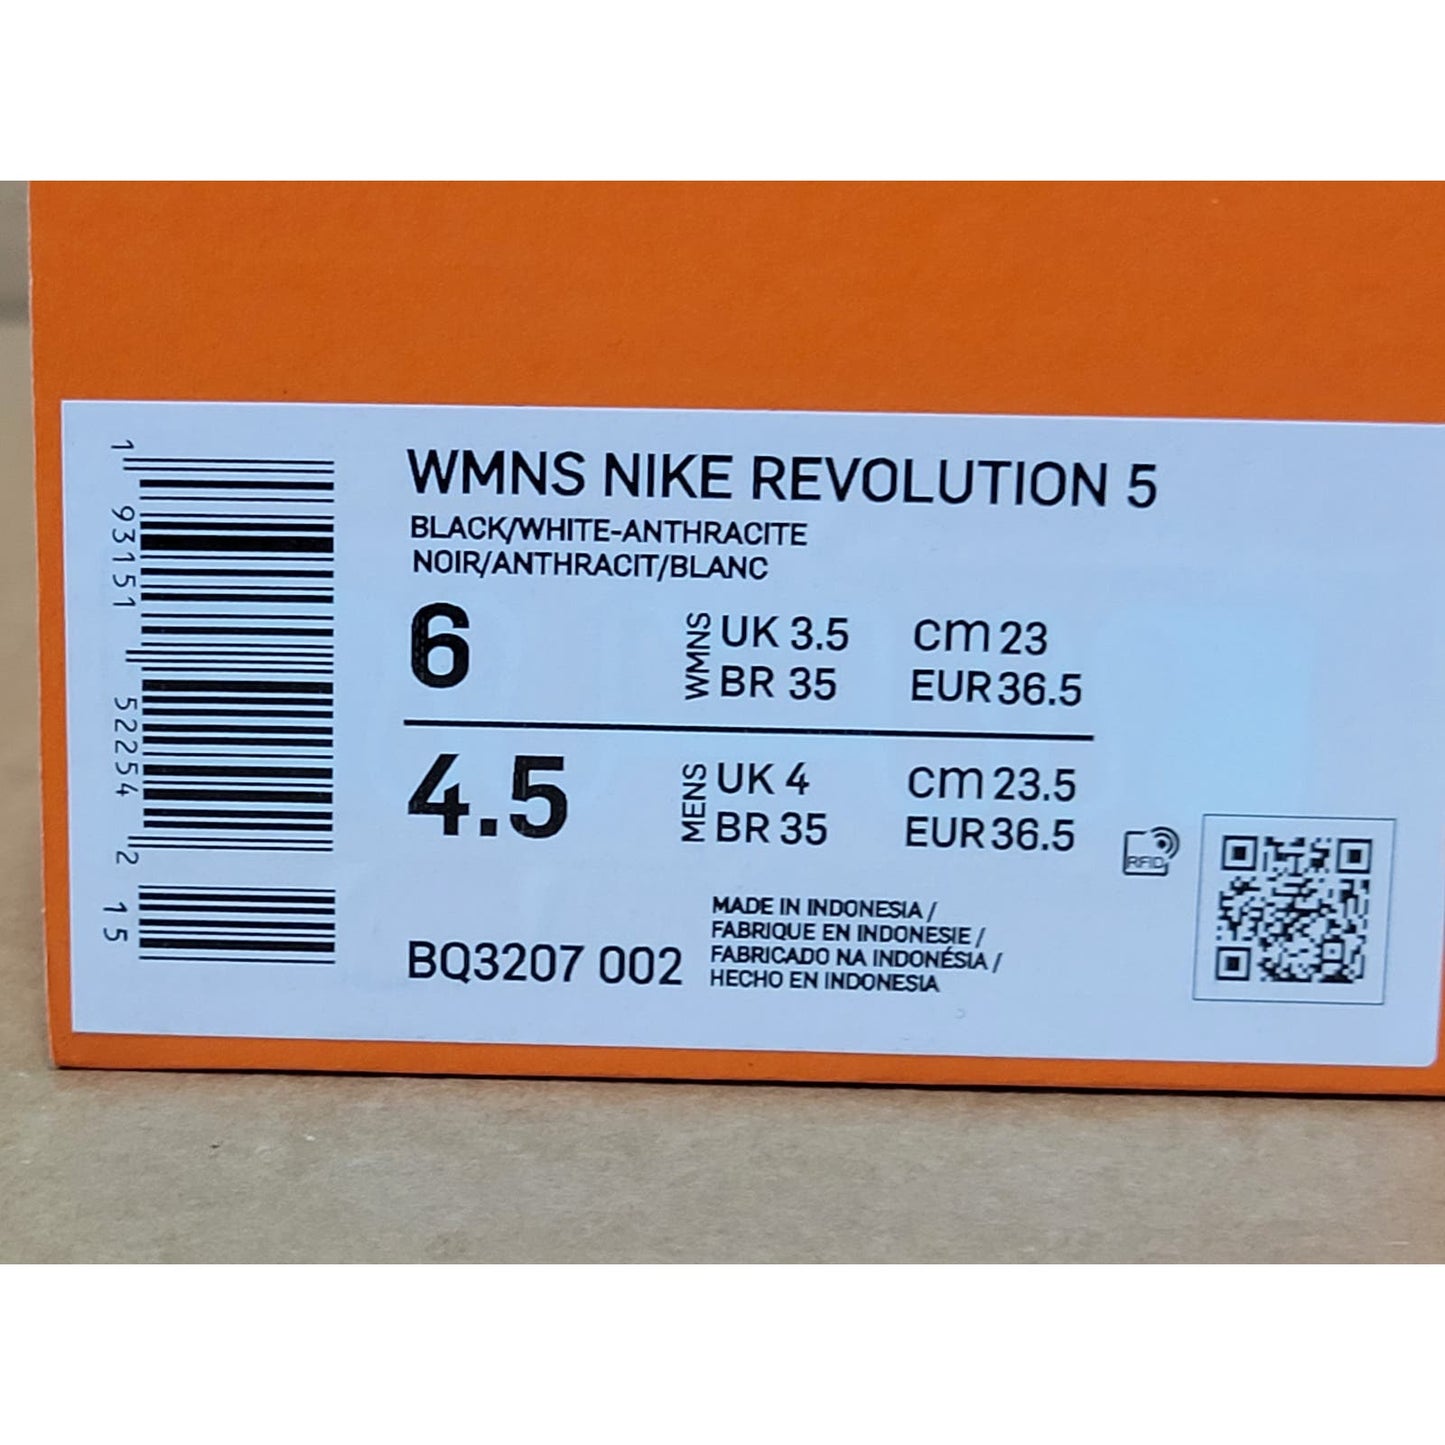 WMNS NIKE REVOLUTION 5
BLACK/WHITE-ANTHRACITE
NOIR/ANTHRACIT/BLANC
6
WMNS
UK 3.5
CM 23
BR 35
EUR 36.5
4.5
MENS
UK 4
CM 23.5
BR 35
EUR 36.5
RFID
BQ3207 002
MADE IN INDONESIA /
FABRIQUE EN INDONESIE /
FABRICADO NA INDONÉSIA /
HECHO EN INDONESIA
1 93151 52254 2 15